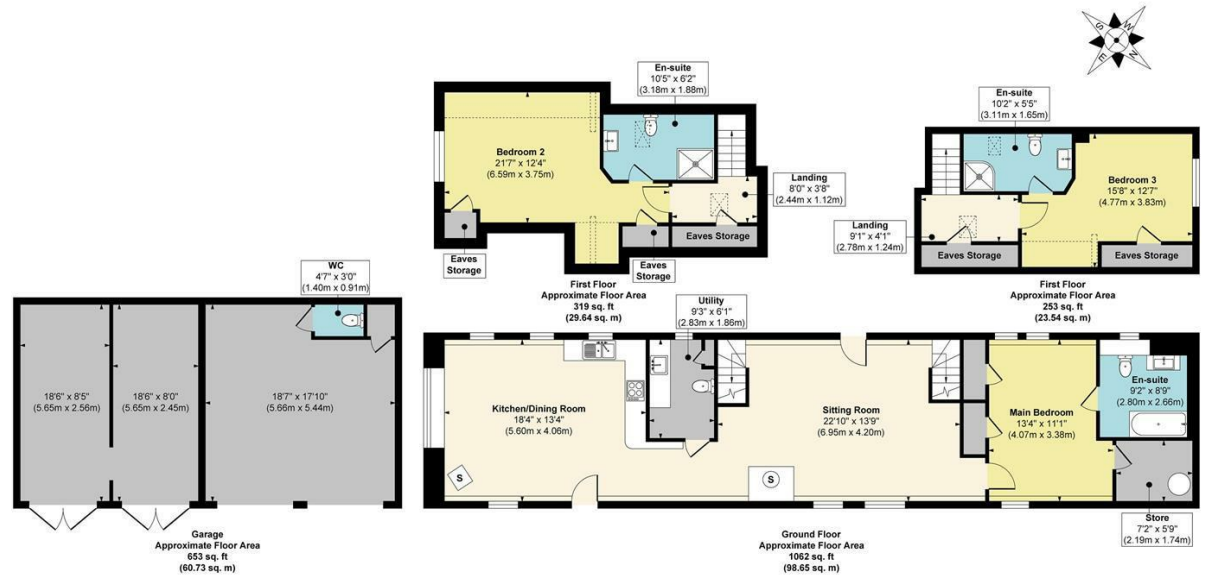 S
W
E
N
En-suite
10'5" x 6'2"
(3.18m x 1.88m)
Bedroom 2
21'7" x 12'4"
(6.59m x 3.75m)
Landing
8'0" x 3'8"
(2.44m x 1.12m)
Eaves Storage
Eaves
Storage
Eaves
Storage
First Floor
Approximate Floor Area
319 sq. ft
(29.64 sq. m)
En-suite
10'2" x 5'5"
(3.11m x 1.65m)
Bedroom 3
15'8" x 12'7"
(4.77m x 3.83m)
Landing
9'1" x 4'1"
(2.78m x 1.24m)
Eaves Storage
Eaves Storage
First Floor
Approximate Floor Area
253 sq. ft
(23.54 sq. m)
WC
4'7" x 3'0"
(1.40m x 0.91m)
18'6" x 8'5"
(5.65m x 2.56m)
18'6" x 8'0"
(5.65m x 2.45m)
18'7" x 17'10"
(5.66m x 5.44m)
Garage
Approximate Floor Area
653 sq. ft
(60.73 sq. m)
Utility
9'3" x 6'1"
(2.83m x 1.86m)
Kitchen/Dining Room
18'4" x 13'4"
(5.60m x 4.06m)
S
Sitting Room
22'10" x 13'9"
(6.95m x 4.20m)
S
Main Bedroom
13'4" x 11'1"
(4.07m x 3.38m)
En-suite
9'2" x 8'9"
(2.80m x 2.66m)
Store
7'2" x 5'9"
(2.19m x 1.74m)
Ground Floor
Approximate Floor Area
1062 sq. ft
(98.65 sq. m)